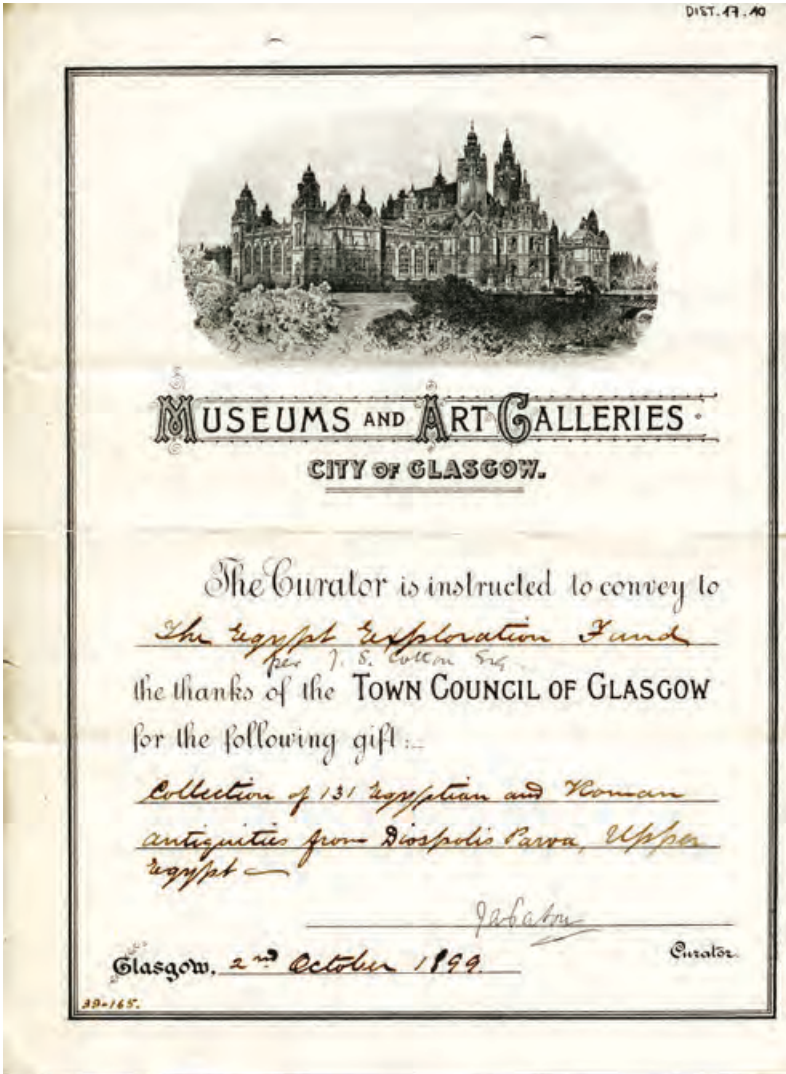 DIST.17.10
MUSEUMS AND ART GALLERIES
CITY OF GLASGOW.
The Curator is instructed to convey to
The Egypt Exploration Fund
per J. S. Cotton Esq.
the thanks of the TOWN COUNCIL OF GLASGOW
for the following gift:—
Collection of 131 Egyptian and Roman
antiquities from Diospolis Parva, Upper
Egypt —
J Paton
Curator.
Glasgow, 2nd October 1899.
99-165.